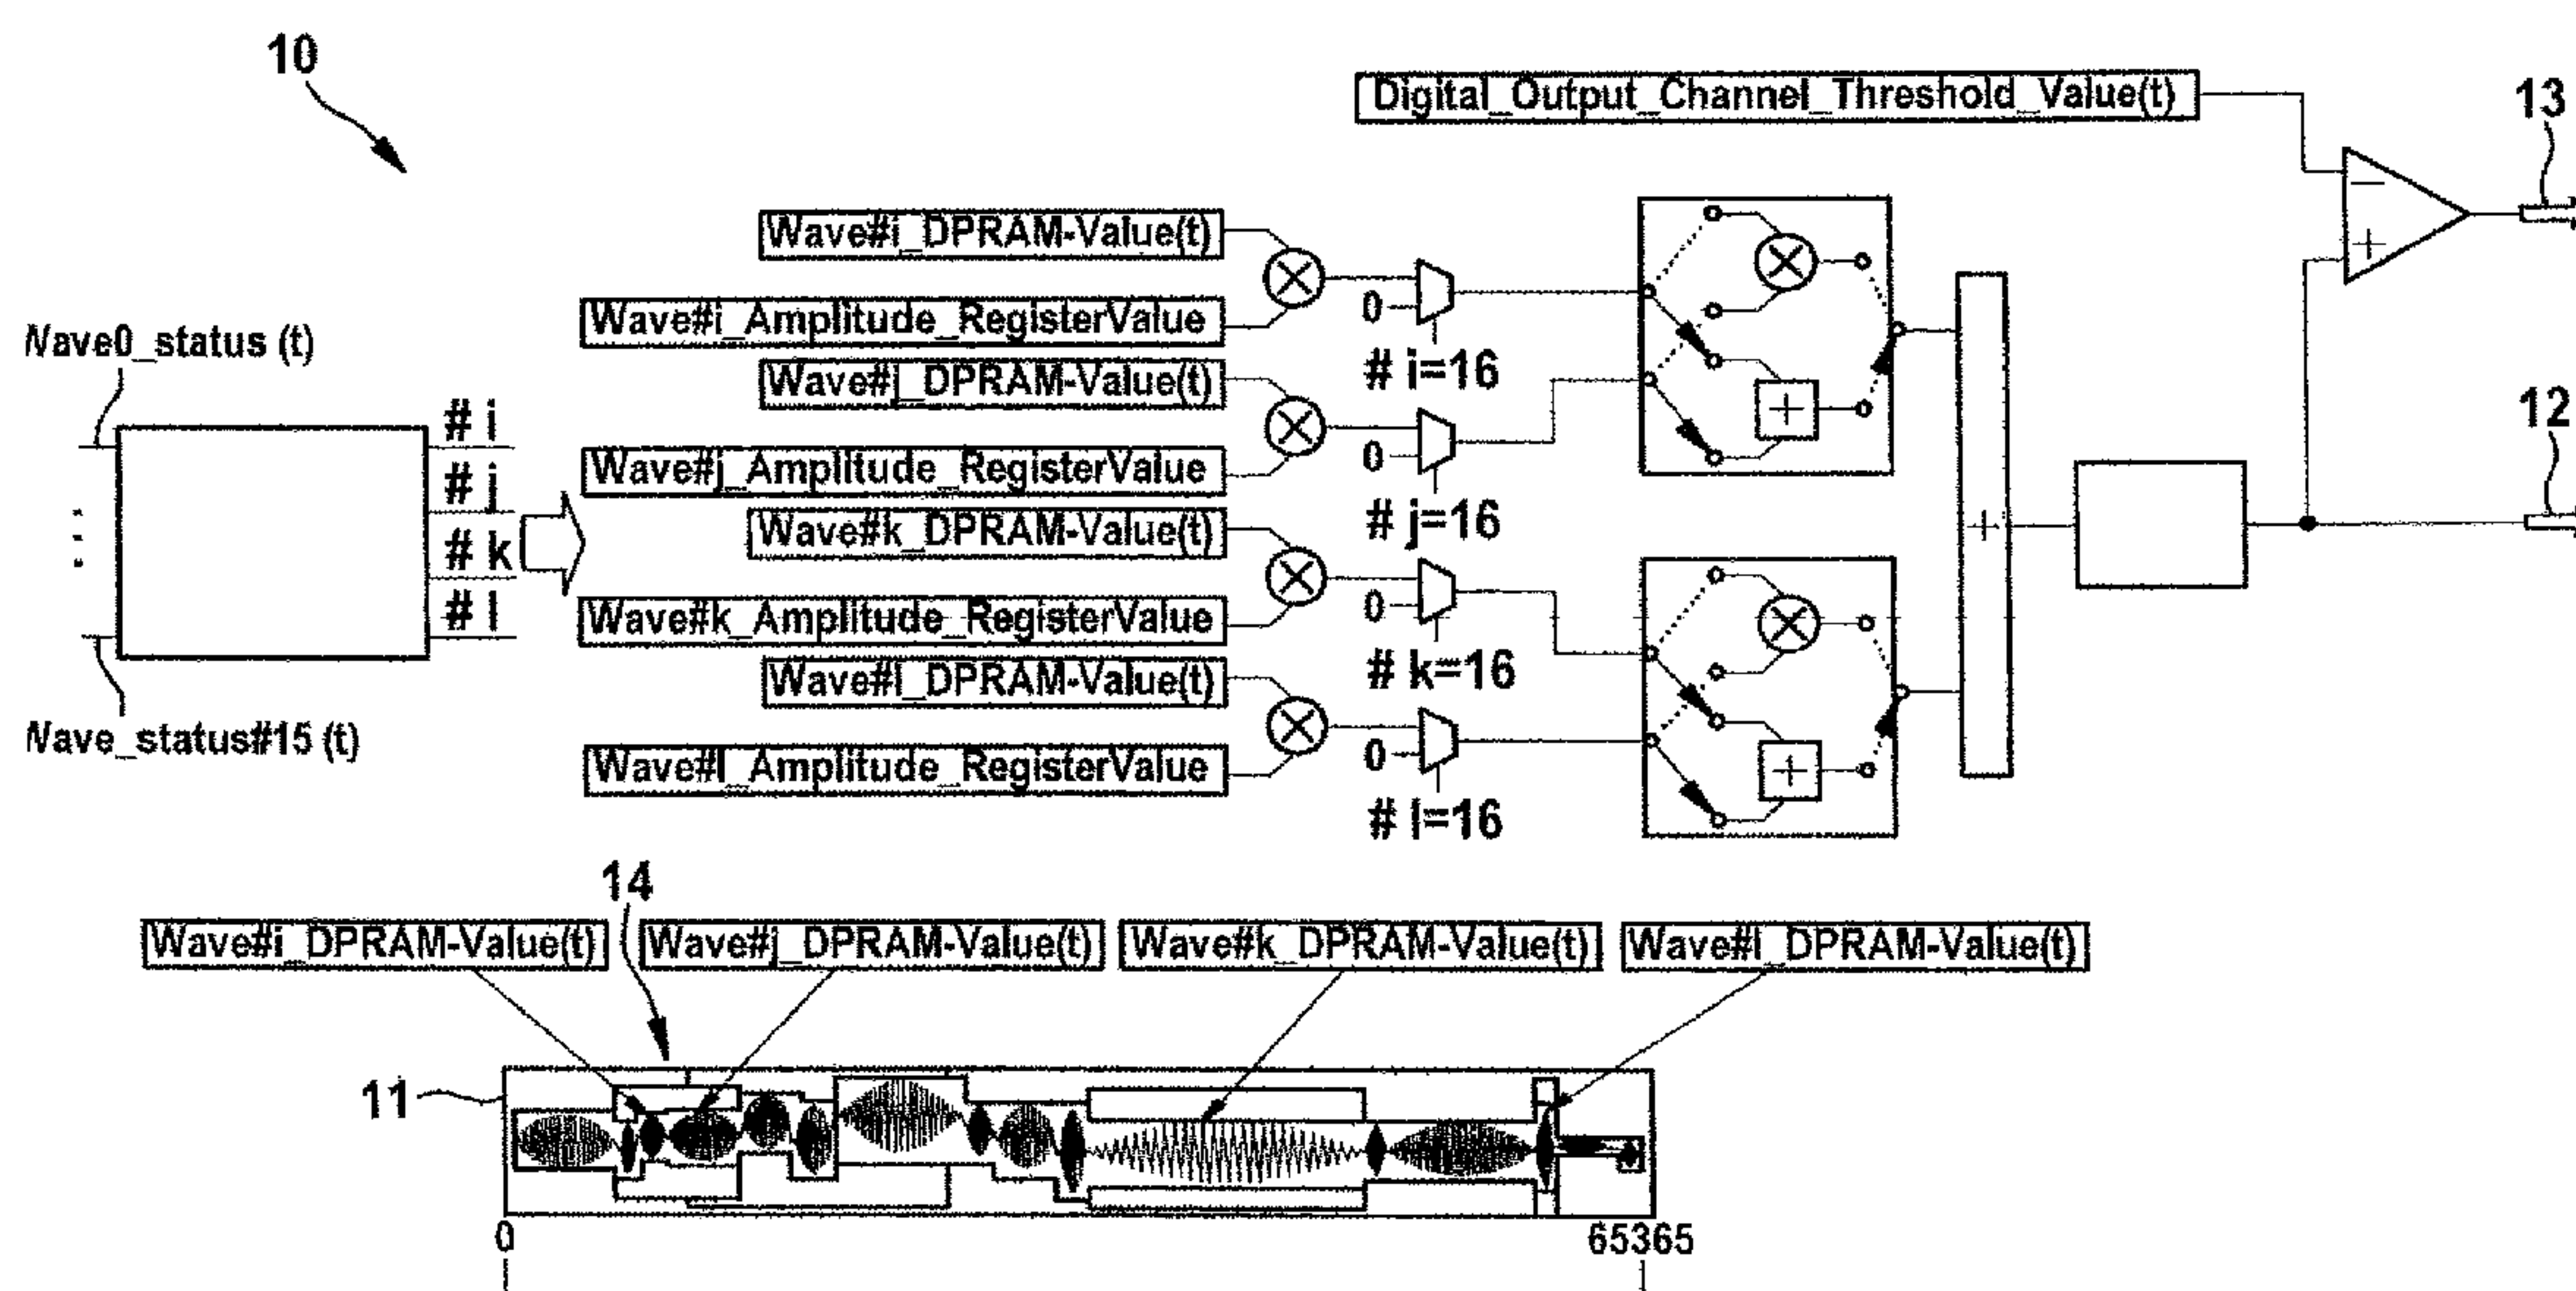 10
Digital_Output_Channel_Threshold_Value(t)
13
Wave#i_DPRAM-Value(t)
−
+
Wave#i_Amplitude_RegisterValue
0
Wave0_status (t)
# i=16
Wave#j_DPRAM-Value(t)
# i
12
+
Wave#j_Amplitude_RegisterValue
0
# j
# j=16
Wave#k_DPRAM-Value(t)
+
# k
Wave#k_Amplitude_RegisterValue
0
# l
# k=16
Wave#l_DPRAM-Value(t)
Wave_status#15 (t)
Wave#l_Amplitude_RegisterValue
0
+
# l=16
14
Wave#i_DPRAM-Value(t)
Wave#j_DPRAM-Value(t)
Wave#k_DPRAM-Value(t)
Wave#l_DPRAM-Value(t)
11
0
65365